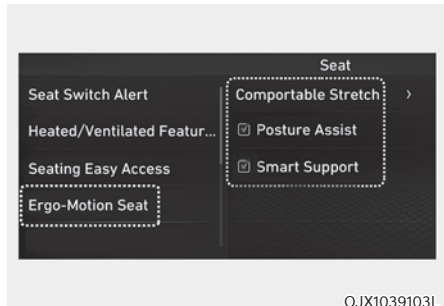 Seat
Seat Switch Alert
Heated/Ventilated Featur...
Seating Easy Access
Ergo-Motion Seat
Comportable Stretch >
Posture Assist
Smart Support
OJX1039103L